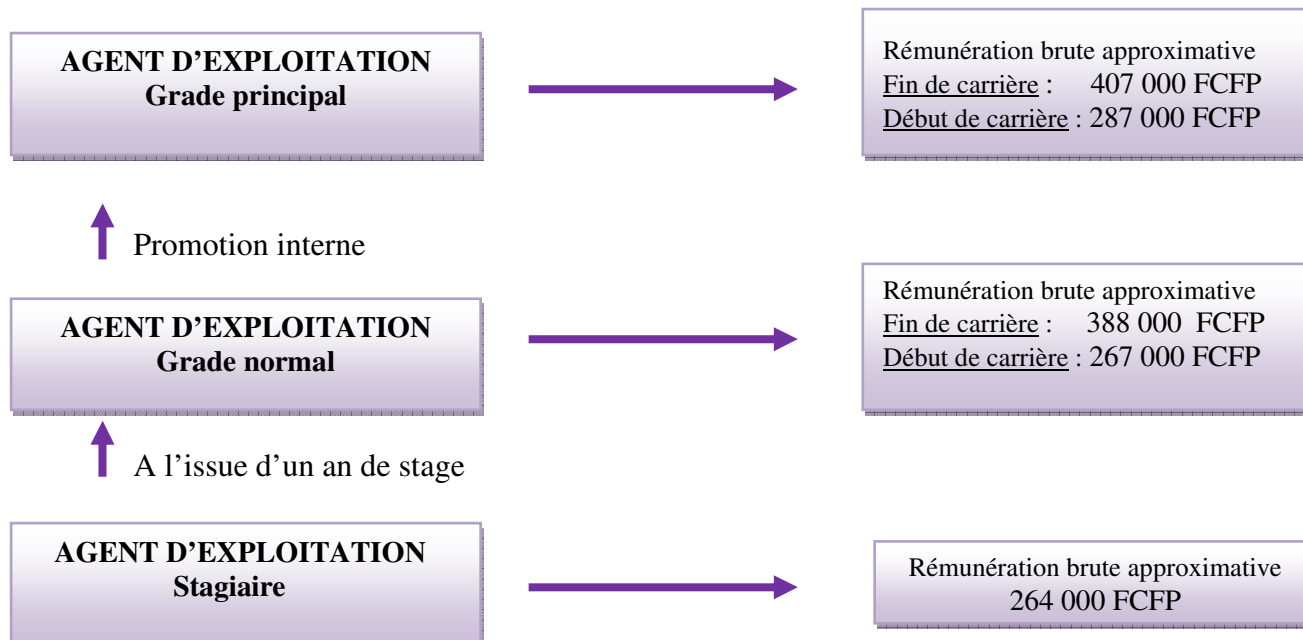 AGENT D'EXPLOITATION
Grade principal
Rémunération brute approximative
Fin de carrière : 407 000 FCFP
Début de carrière : 287 000 FCFP
Promotion interne
AGENT D'EXPLOITATION
Grade normal
Rémunération brute approximative
Fin de carrière : 388 000 FCFP
Début de carrière : 267 000 FCFP
A l'issue d'un an de stage
AGENT D'EXPLOITATION
Stagiaire
Rémunération brute approximative
264 000 FCFP